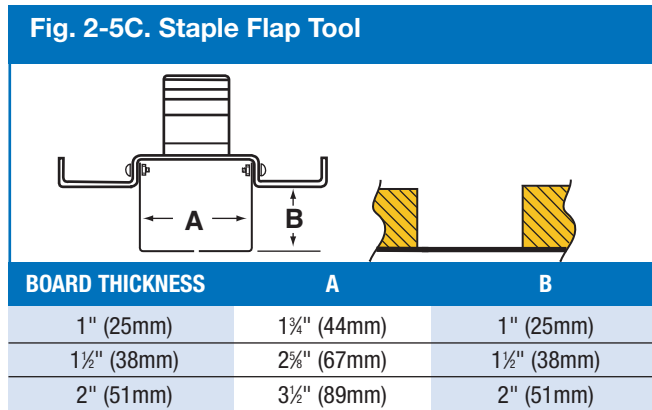 Fig. 2-5C. Staple Flap Tool
A
B
BOARD THICKNESS A B
1" (25mm) 1¾" (44mm) 1" (25mm)
1½" (38mm) 2⅝" (67mm) 1½" (38mm)
2" (51mm) 3½" (89mm) 2" (51mm)